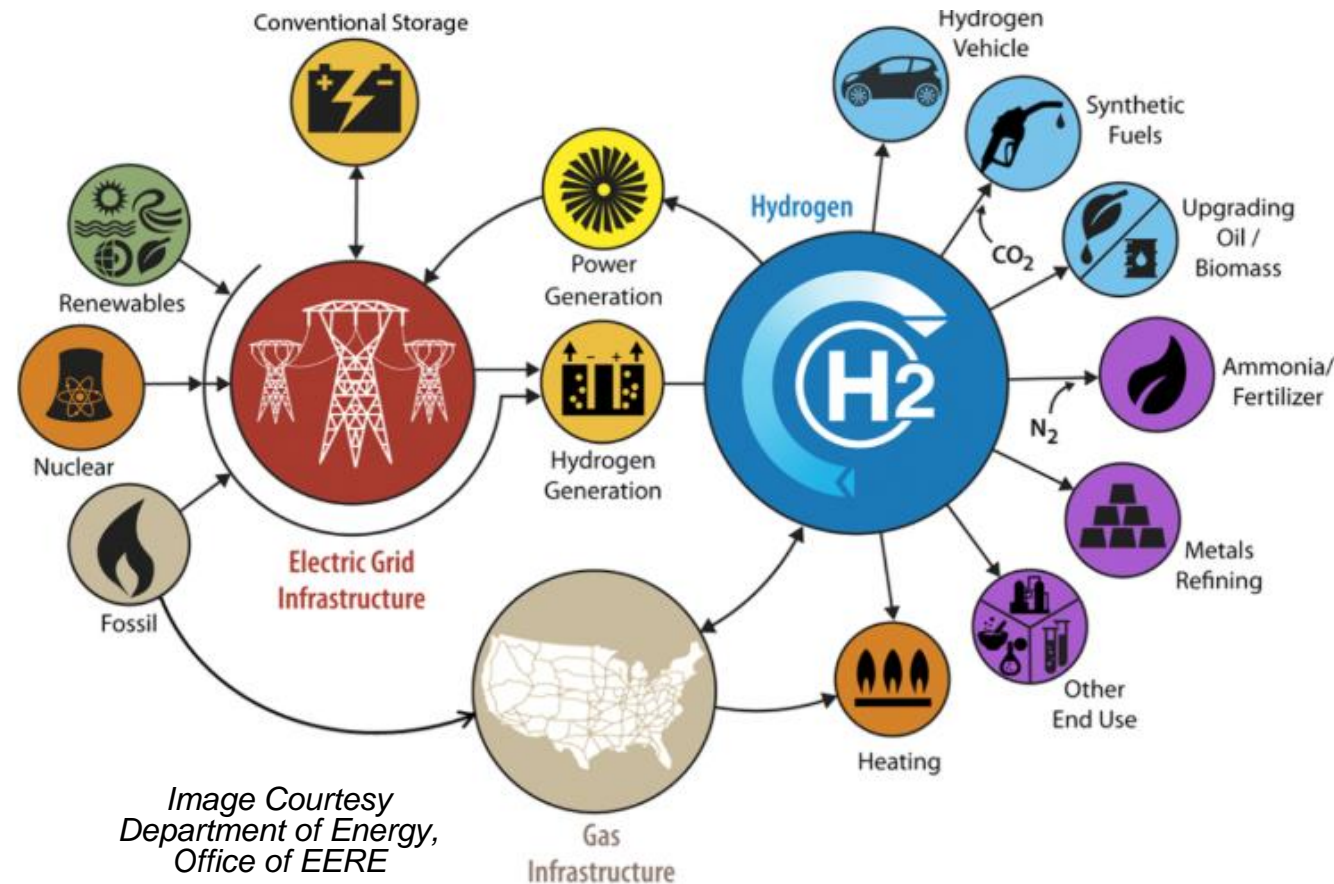 Conventional Storage
Hydrogen
Vehicle
Synthetic
Fuels
Renewables
Power
Generation
Hydrogen
CO2
Upgrading
Oil /
Biomass
Nuclear
Hydrogen
Generation
H2
N2
Ammonia/
Fertilizer
Fossil
Electric Grid
Infrastructure
Metals
Refining
Other
End Use
Heating
Gas
Infrastructure
Image Courtesy
Department of Energy,
Office of EERE